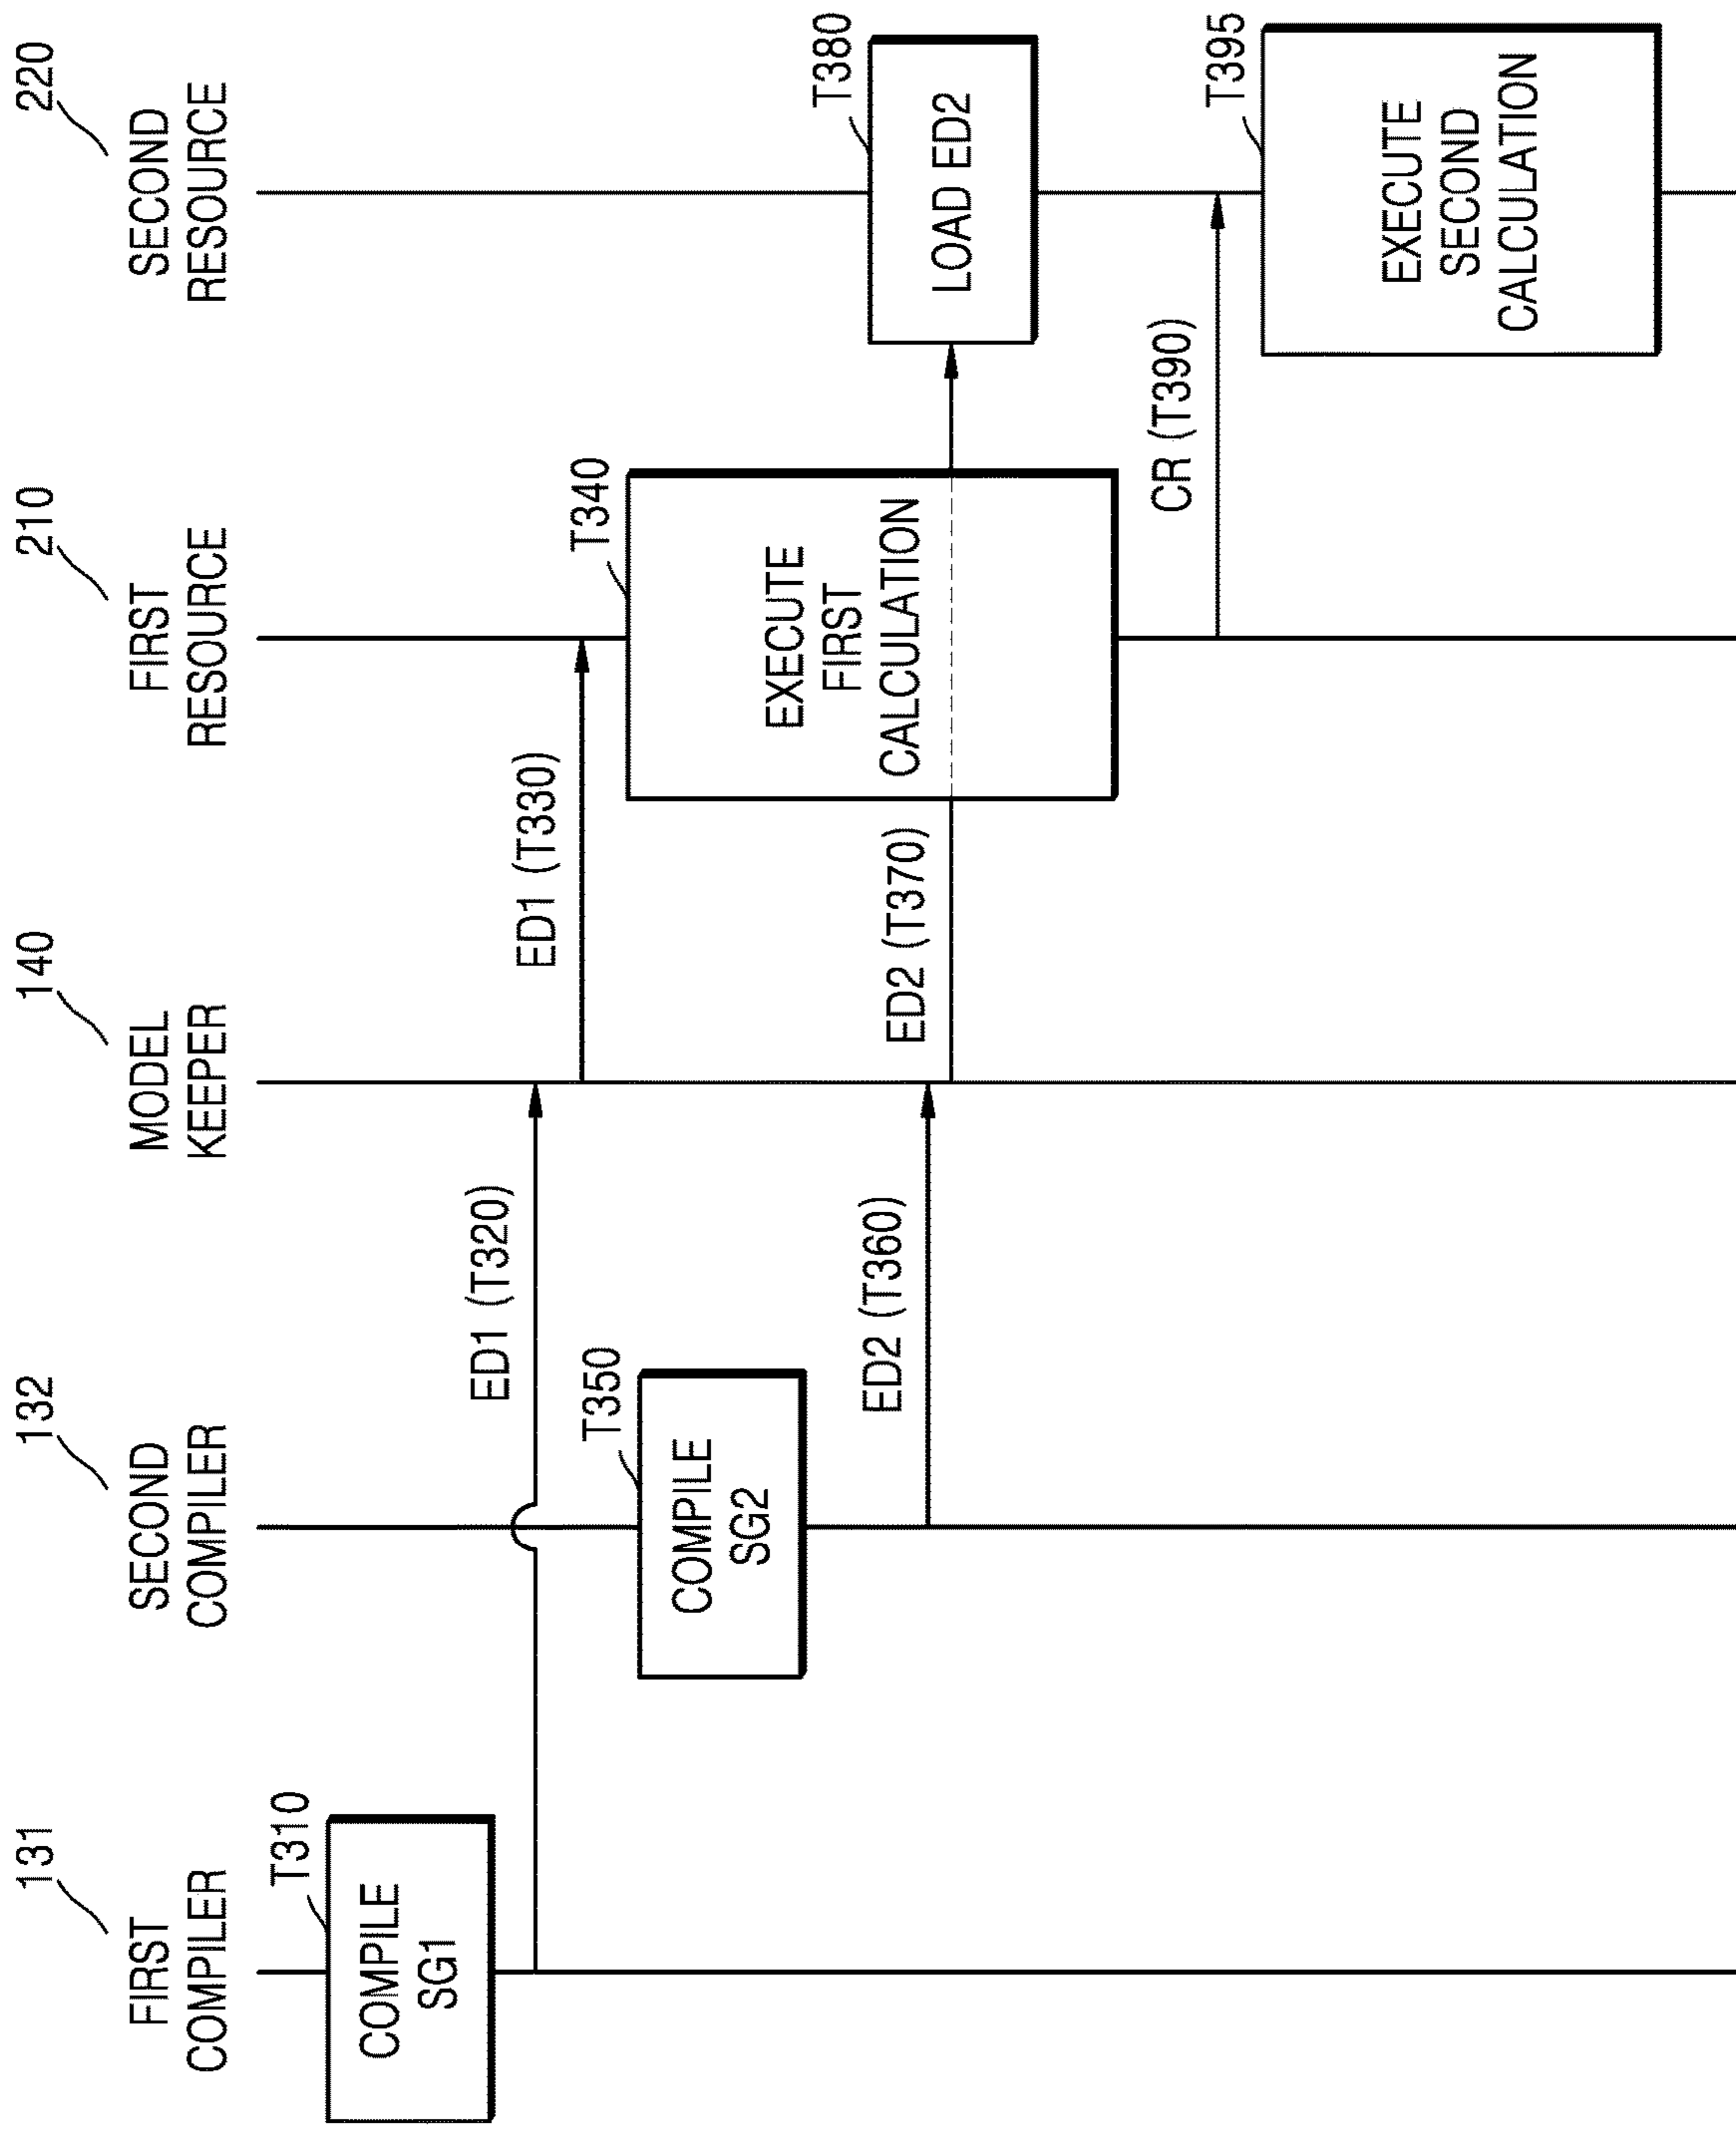 131
FIRST
COMPILER
132
SECOND
COMPILER
140
MODEL
KEEPER
210
FIRST
RESOURCE
220
SECOND
RESOURCE
T310
COMPILE
SG1
ED1 (T320)
ED1 (T330)
T340
EXECUTE
FIRST
CALCULATION
T350
COMPILE
SG2
ED2 (T360)
ED2 (T370)
T380
LOAD ED2
CR (T390)
T395
EXECUTE
SECOND
CALCULATION